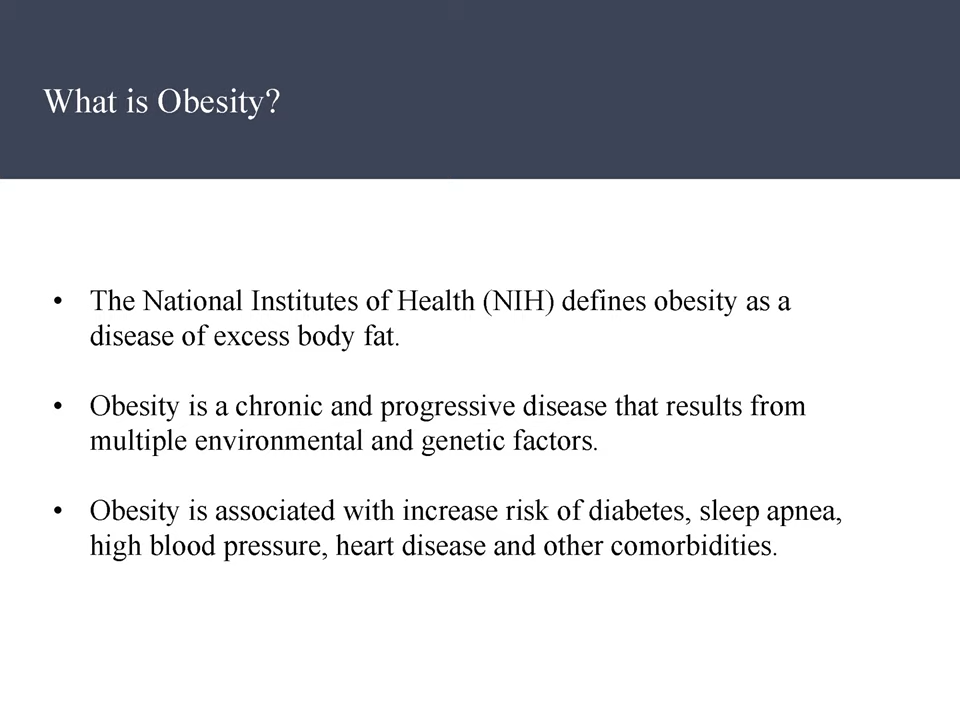 What is Obesity?
• The National Institutes of Health (NIH) defines obesity as a
disease of excess body fat.
• Obesity is a chronic and progressive disease that results from
multiple environmental and genetic factors.
• Obesity is associated with increase risk of diabetes, sleep apnea,
high blood pressure, heart disease and other comorbidities.